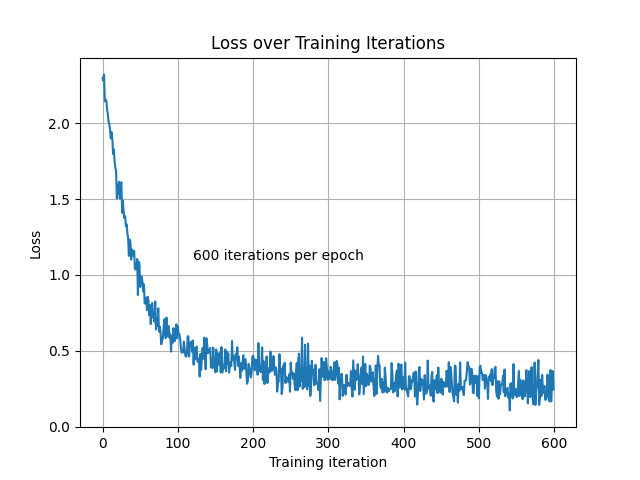 Loss over Training Iterations
Loss
2.0
1.5
1.0
0.5
0.0
600 iterations per epoch
0 100 200 300 400 500 600
Training iteration